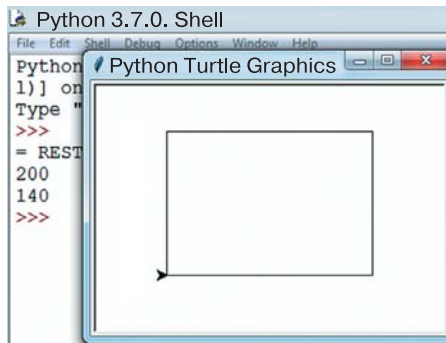 Python 3.7.0. Shell
File Edit Shell Debug Options Window Help
Python
1)] on
Type "
>>>
= REST
200
140
>>>
Python Turtle Graphics